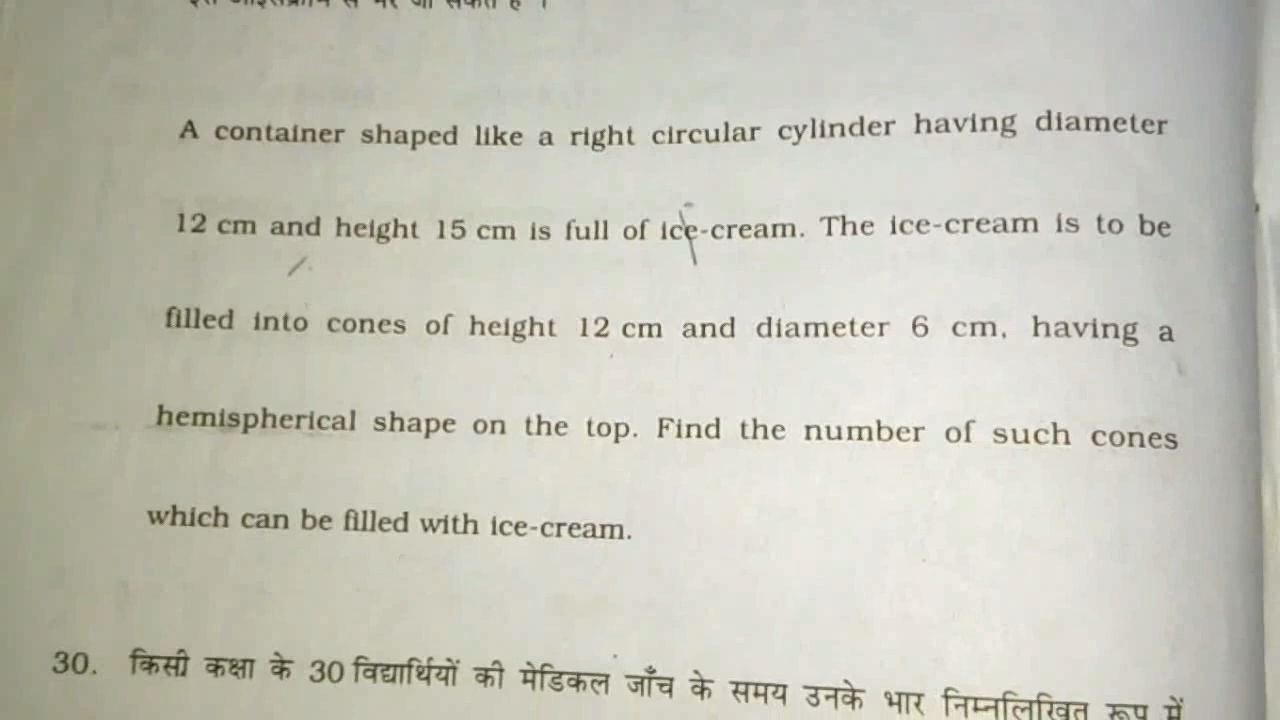 A container shaped like a right circular cylinder having diameter
12 cm and height 15 cm is full of ice-cream. The ice-cream is to be
filled into cones of height 12 cm and diameter 6 cm, having a
hemispherical shape on the top. Find the number of such cones
which can be filled with ice-cream.
30. किसी कक्षा के 30 विद्यार्थियों की मेडिकल जाँच के समय उनके भार निम्नलिखित रूप में